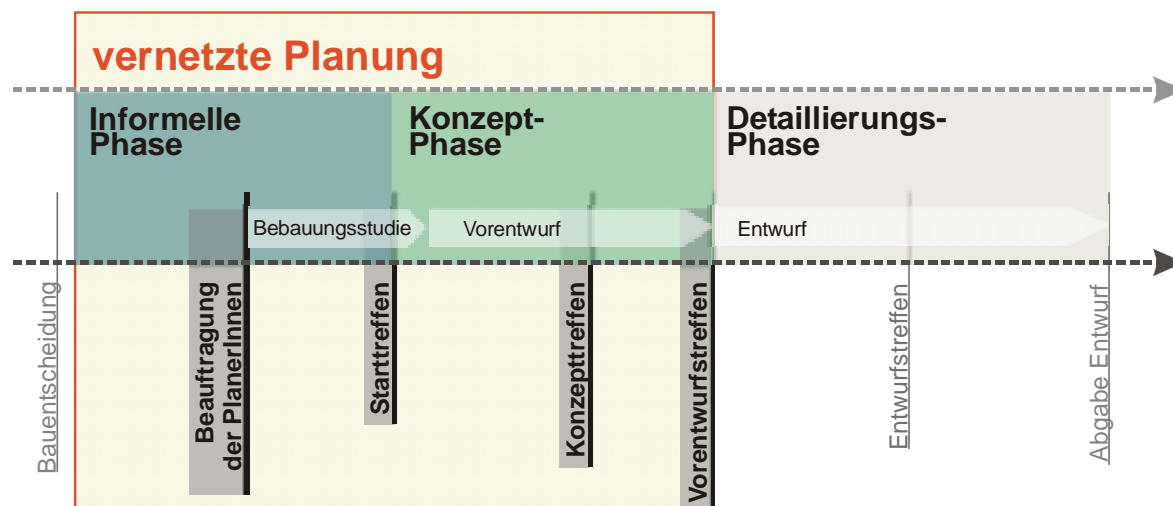 vernetzte Planung
Informelle
Phase
Konzept-
Phase
Detaillierungs-
Phase
Bebauungsstudie
Vorentwurf
Entwurf
Bauentscheidung
Beauftragung
der PlanerInnen
Starttreffen
Konzepttreffen
Vorentwurfstreffen
Entwurfstreffen
Abgabe Entwurf